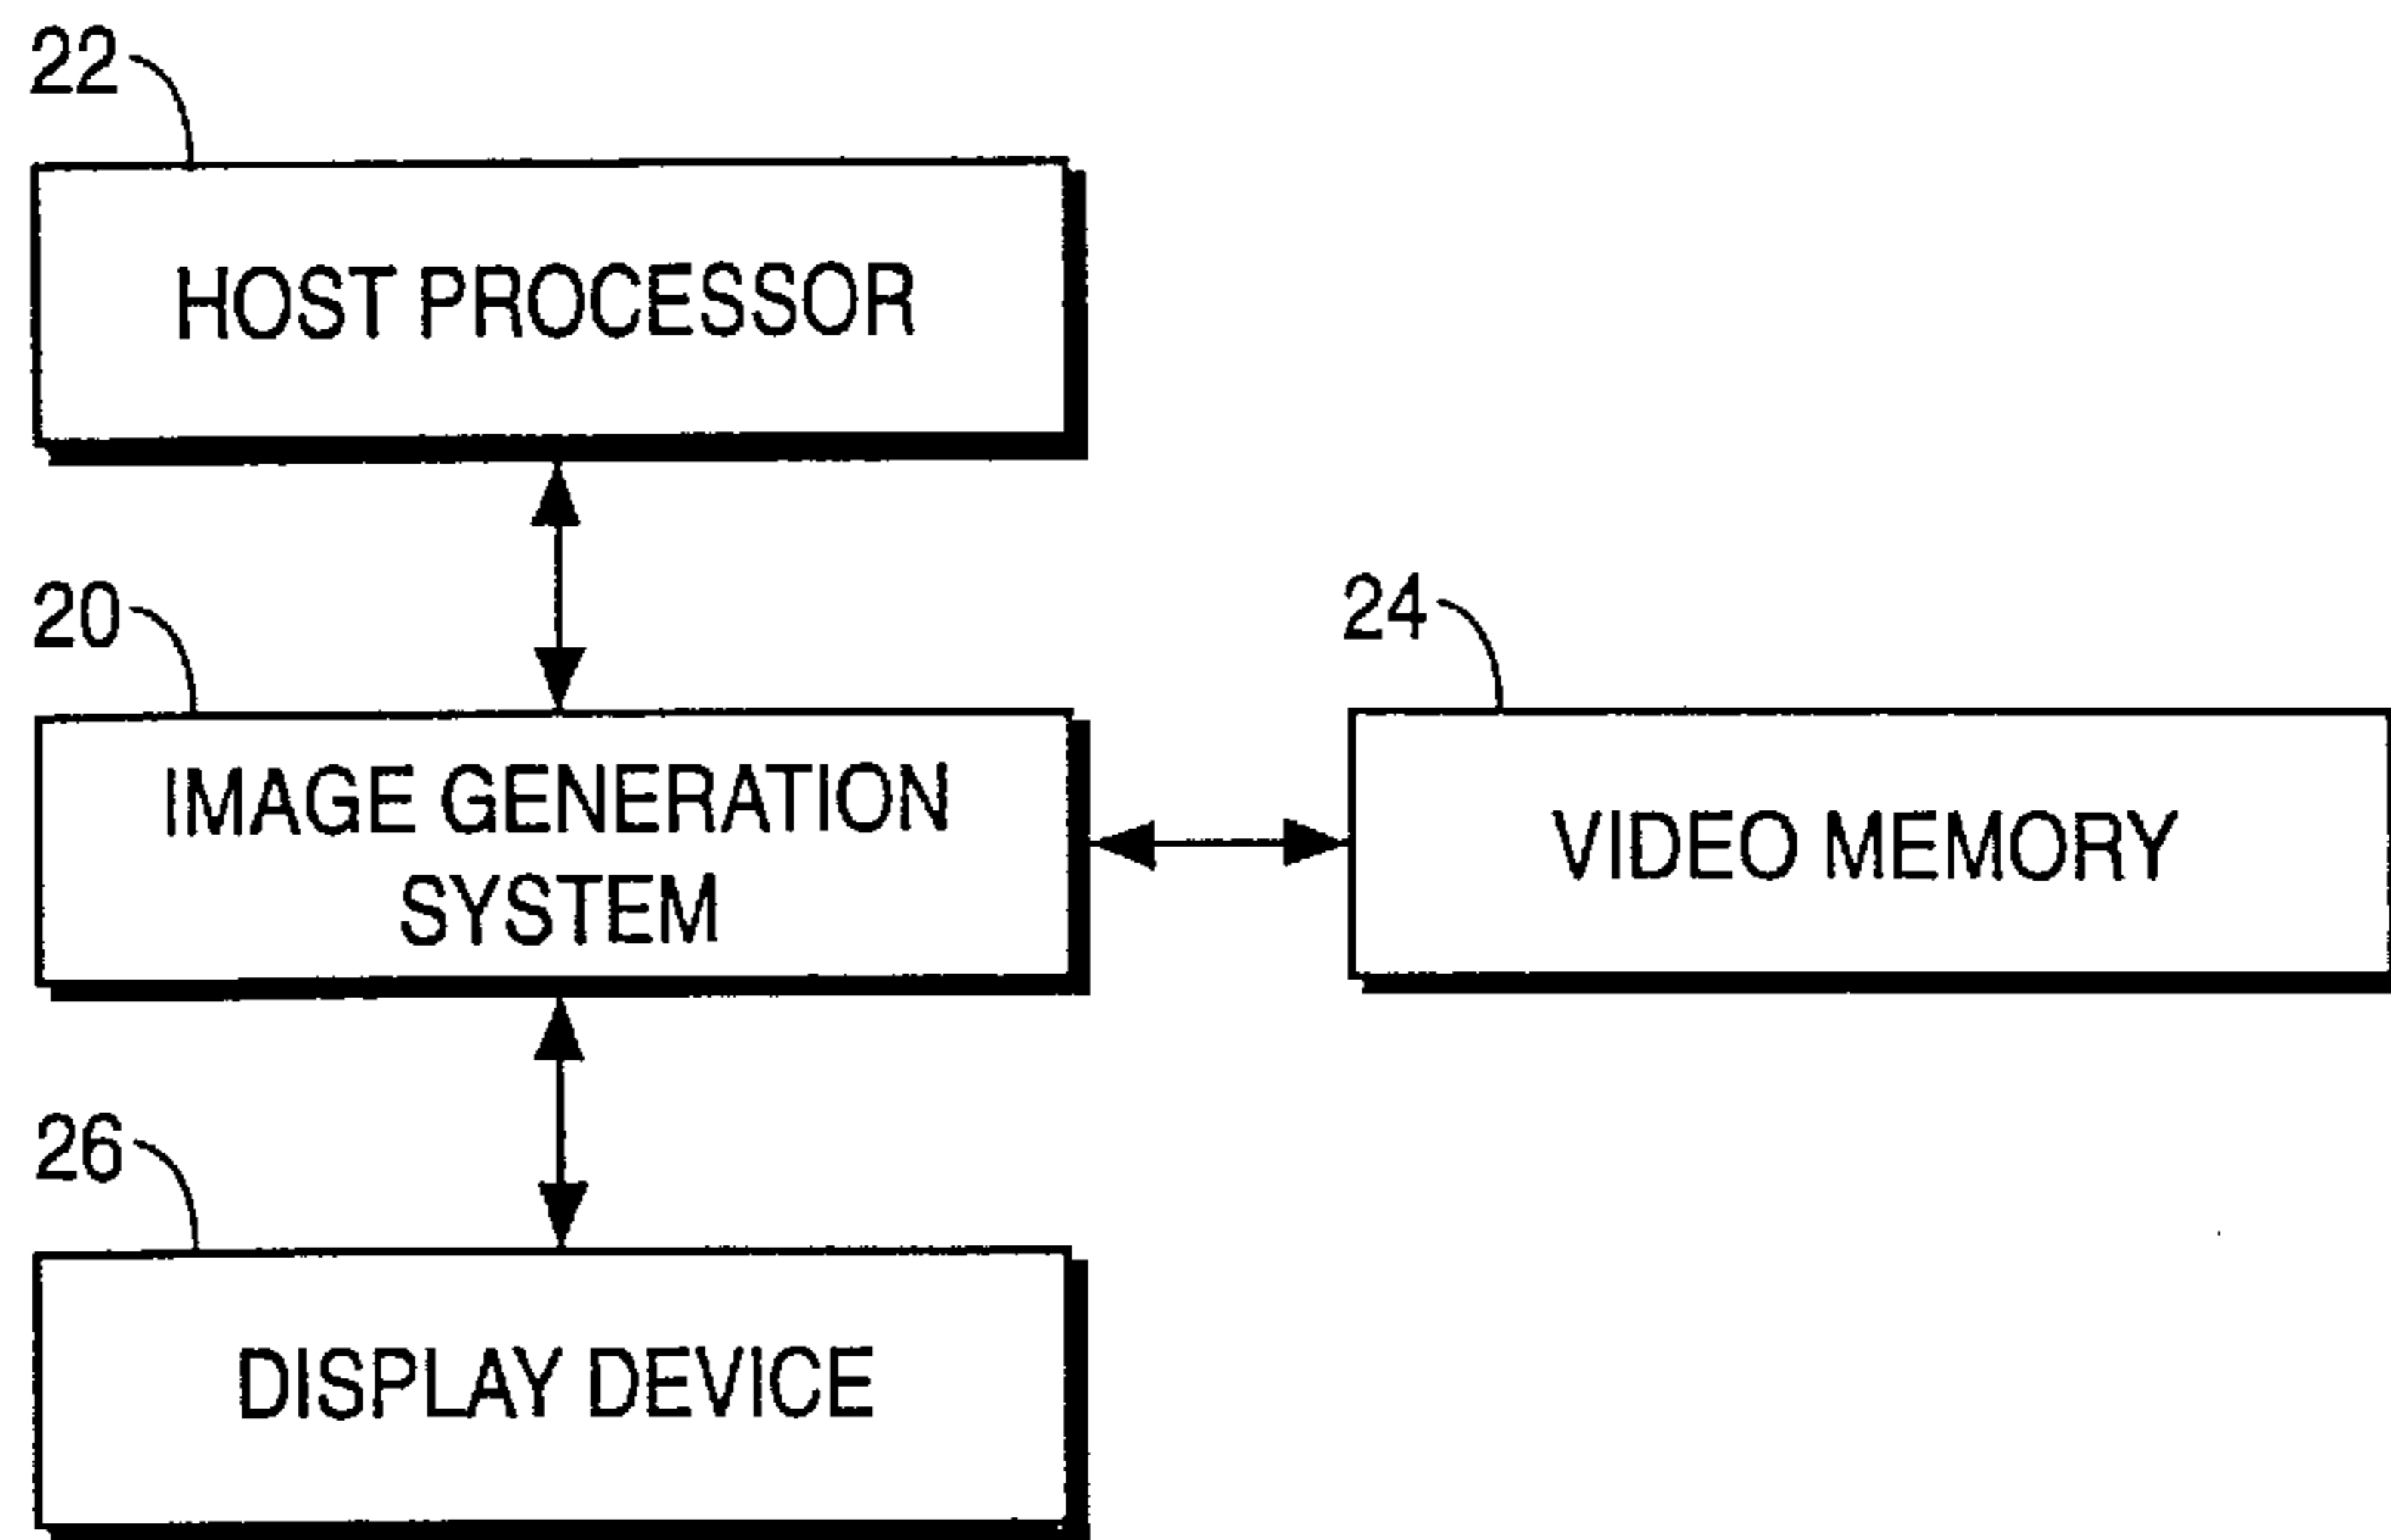 22
HOST PROCESSOR
20
IMAGE GENERATION
SYSTEM
24
VIDEO MEMORY
26
DISPLAY DEVICE